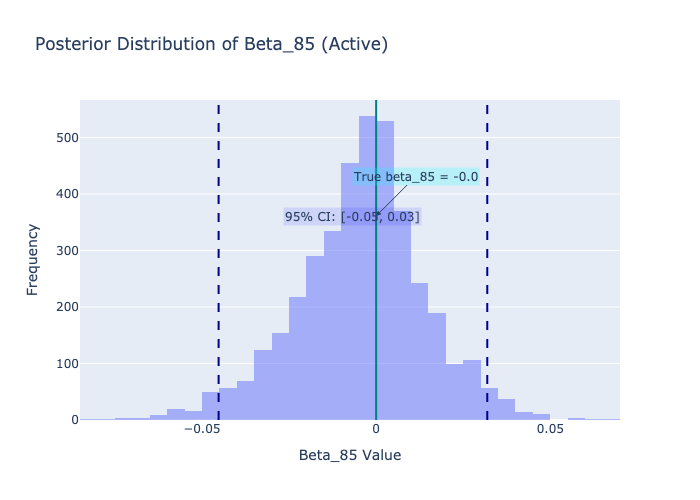 Posterior Distribution of Beta_85 (Active)
500
400
300
200
100
0
Frequency
True beta_85 = -0.0
95% CI: [-0.05, 0.03]
−0.05
0
0.05
Beta_85 Value